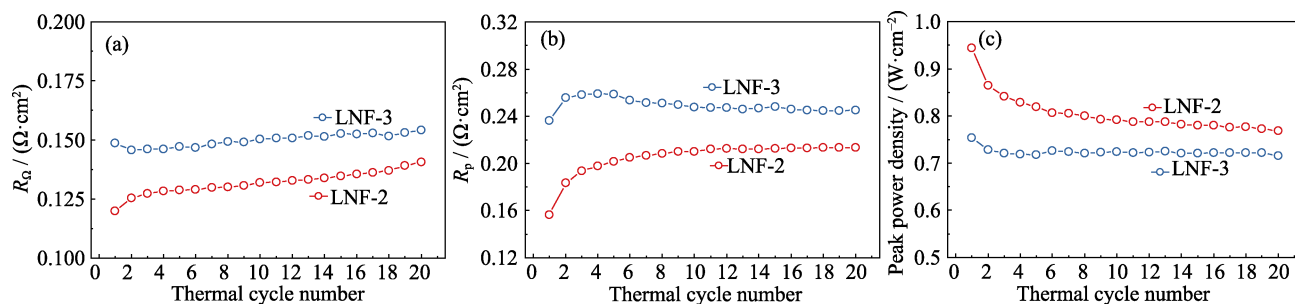 (a)
0.200
0.175
0.150
0.125
0.100
R_Ω / (Ω·cm²)
LNF-3
LNF-2
0 2 4 6 8 10 12 14 16 18 20
Thermal cycle number
(b)
0.32
0.28
0.24
0.20
0.16
0.12
R_p / (Ω·cm²)
LNF-3
LNF-2
0 2 4 6 8 10 12 14 16 18 20
Thermal cycle number
(c)
1.0
0.9
0.8
0.7
0.6
0.5
Peak power density / (W·cm⁻²)
LNF-2
LNF-3
0 2 4 6 8 10 12 14 16 18 20
Thermal cycle number